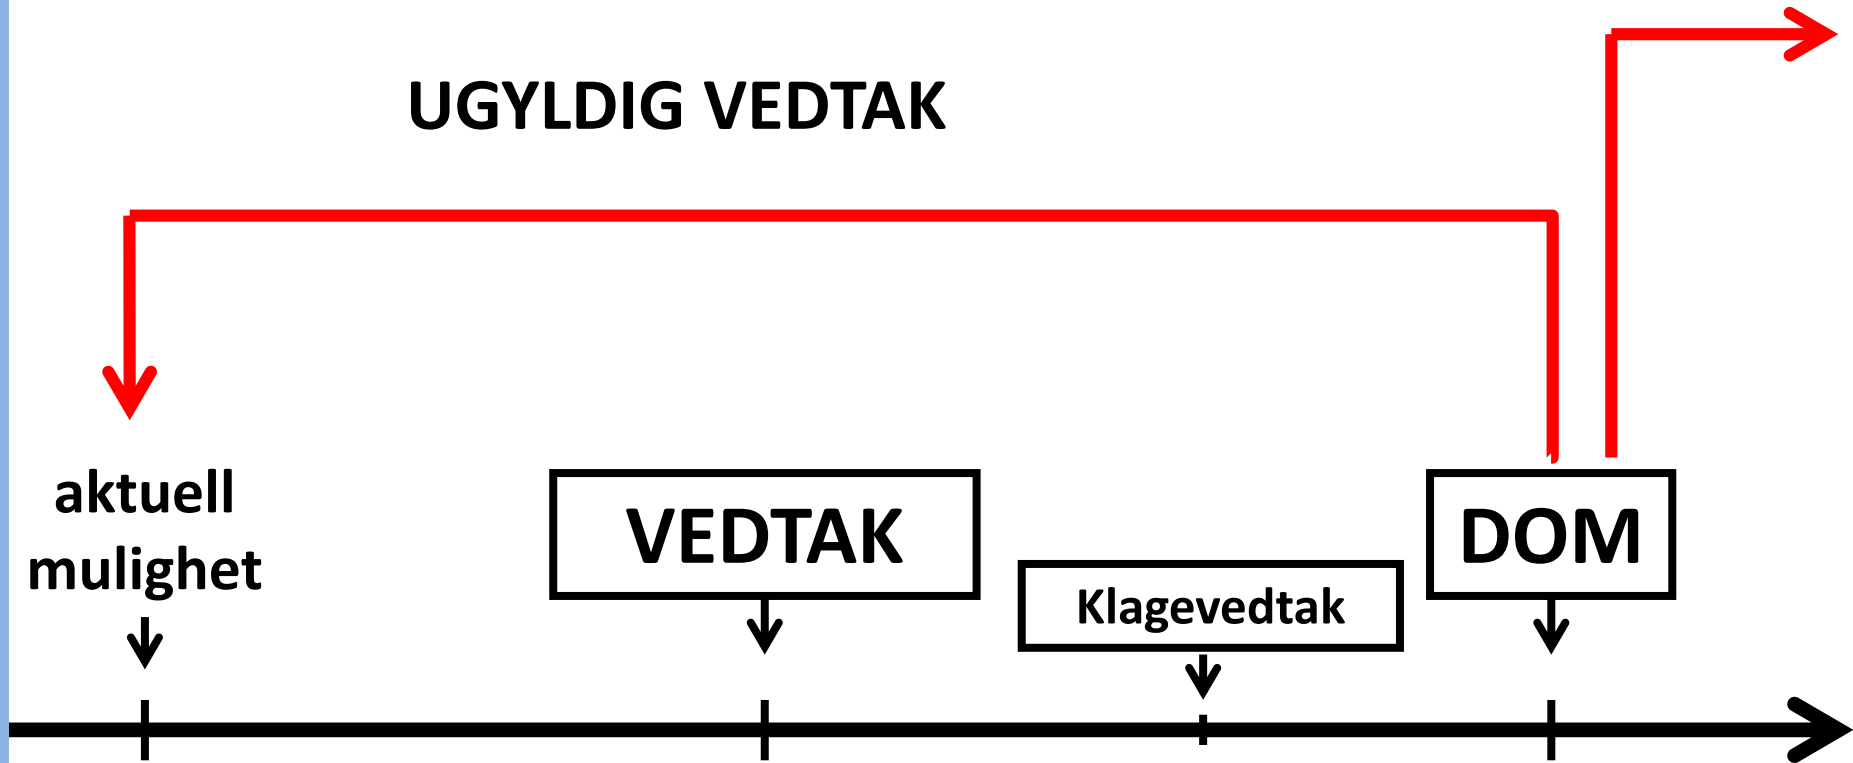 UGYLDIG VEDTAK
aktuell
mulighet
VEDTAK
Klagevedtak
DOM